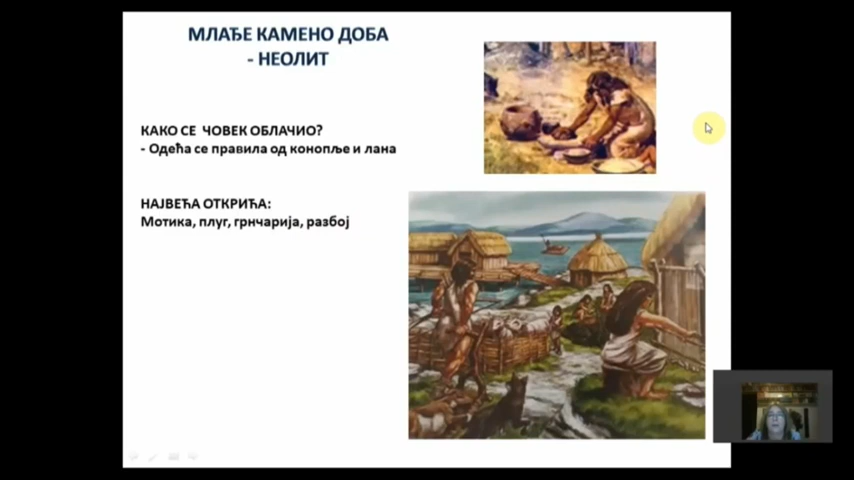 МЛАЂЕ КАМЕНО ДОБА
- НЕОЛИТ
КАКО СЕ ЧОВЕК ОБЛАЧИО?
- Одећа се правила од конопље и лана
НАЈВЕЋА ОТКРИЋА:
Мотика, плуг, грнчарија, разбој